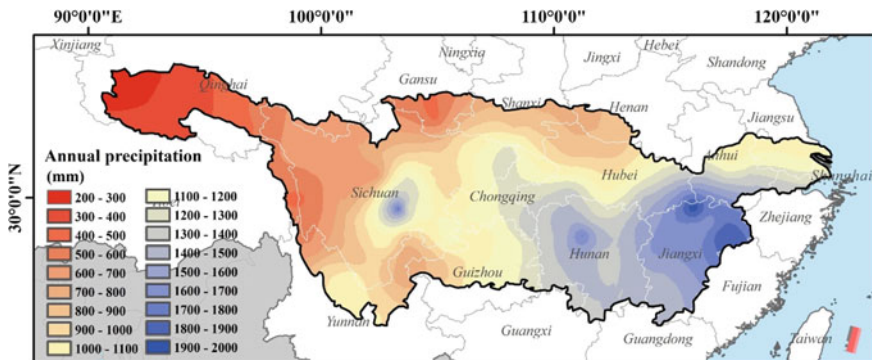 90°0'0"E
100°0'0"
110°0'0"
120°0'0"
Xinjiang
Ningxia
Hebei
Jingxi
Shandong
Qinghai
Gansu
Shanxi
Henan
Jiangsu
Anhui
Shanghai
Hubei
Sichuan
Chongqing
Zhejiang
Hunan
Jiangxi
Guizhou
Fujian
Yunnan
Guangxi
Guangdong
Taiwan
30°0'0"N
Annual precipitation
(mm)
200 - 300
300 - 400
400 - 500
500 - 600
600 - 700
700 - 800
800 - 900
900 - 1000
1000 - 1100
1100 - 1200
1200 - 1300
1300 - 1400
1400 - 1500
1500 - 1600
1600 - 1700
1700 - 1800
1800 - 1900
1900 - 2000